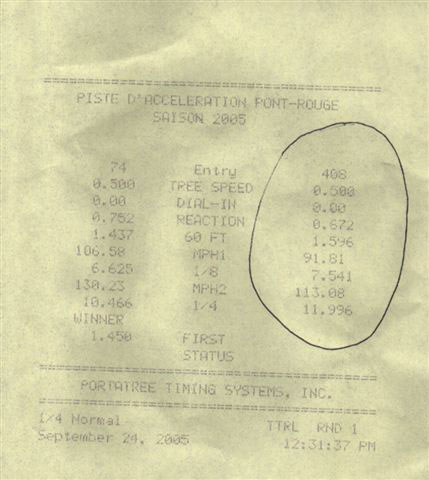 PISTE D'ACCELERATION PONT-ROUGE
SAISON 2005
74 Entry 408
0.500 TREE SPEED 0.500
0.00 DIAL-IN 0.00
0.752 REACTION 0.672
1.437 60 FT 1.596
106.58 MPH1 91.81
6.625 1/8 7.541
130.23 MPH2 113.08
10.466 1/4 11.996
WINNER
1.450 FIRST
STATUS
PORTATREE TIMING SYSTEMS, INC.
1/4 Normal TTRL RND 1
September 24, 2005 12:31:37 PM